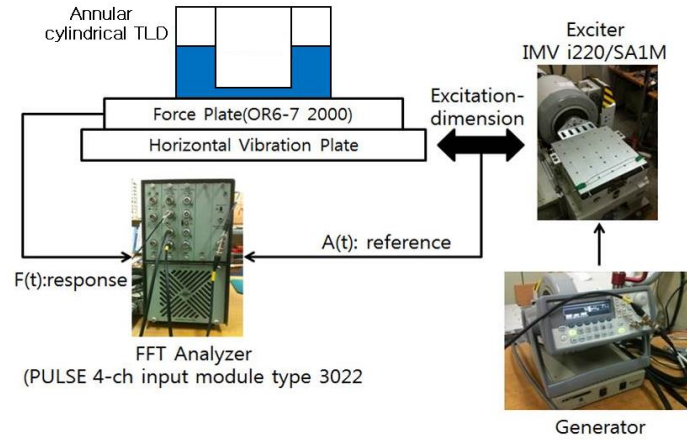 Annular
cylindrical TLD
Exciter
IMV i220/SA1M
Force Plate(OR6-7 2000)
Horizontal Vibration Plate
Excitation-
dimension
A(t): reference
F(t):response
FFT Analyzer
(PULSE 4-ch input module type 3022
Generator